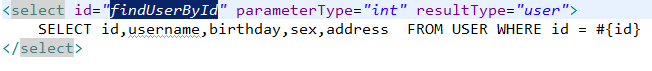 <select id="findUserById" parameterType="int" resultType="user">
SELECT id,username,birthday,sex,address  FROM USER WHERE id = #{id}
</select>